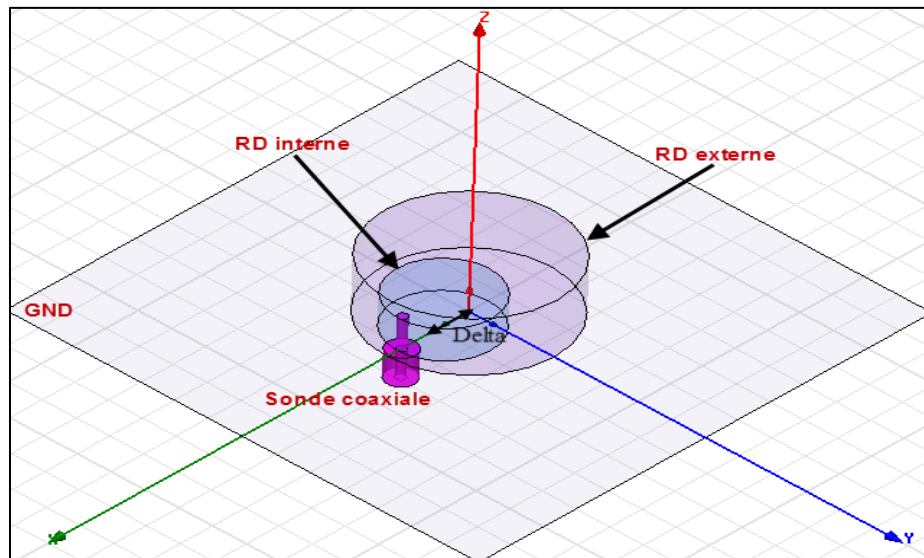 Z
RD interne
RD externe
GND
Delta
Sonde coaxiale
X
Y